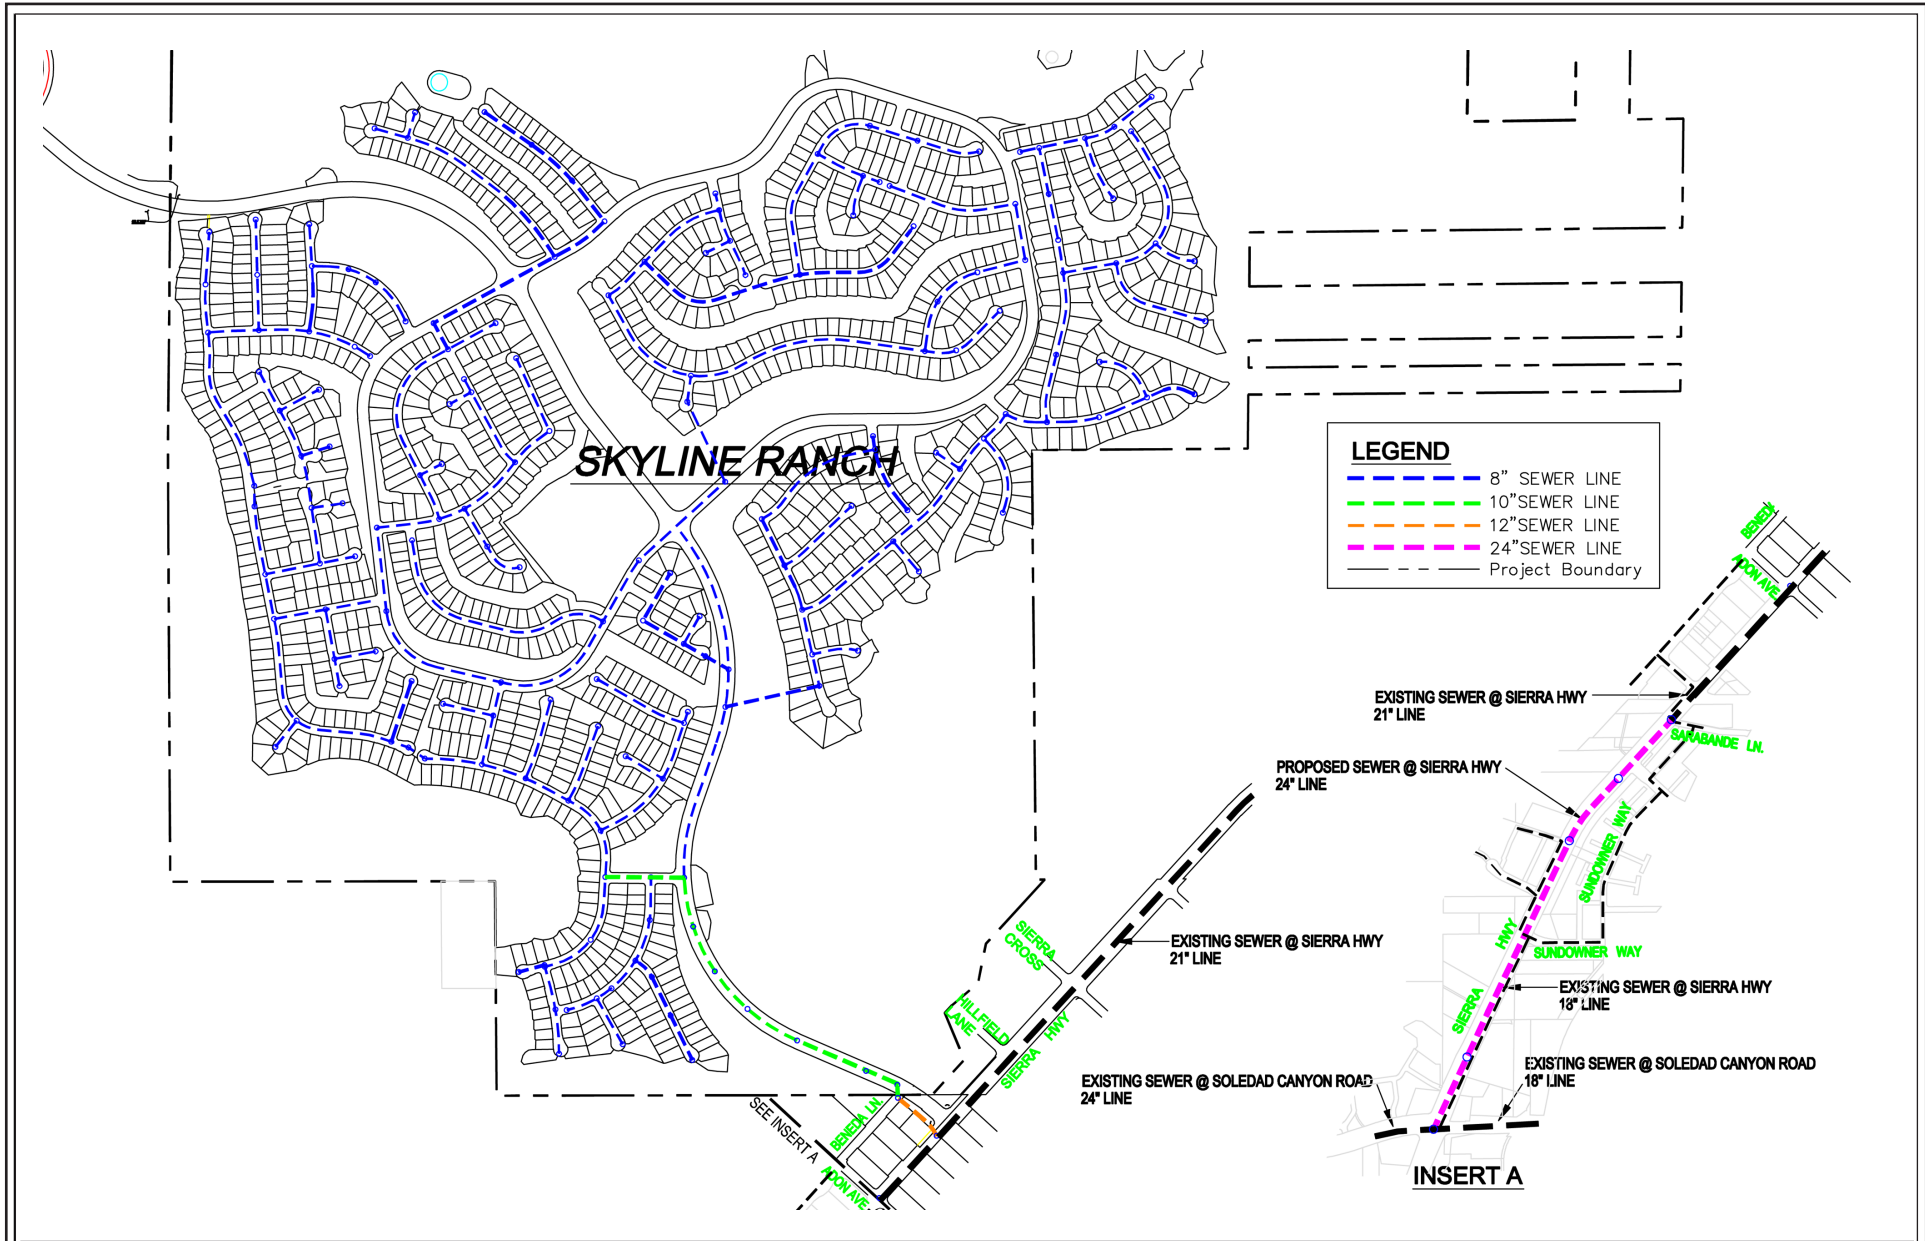 SKYLINE RANCH
LEGEND
8" SEWER LINE
10"SEWER LINE
12"SEWER LINE
24"SEWER LINE
Project Boundary
BENEDA LN.
ADON AVE
SEE INSERT A
HILLFIELD
LANE
SIERRA
CROSS
SIERRA HWY
EXISTING SEWER @ SIERRA HWY
21" LINE
ADON AVE
EXISTING SEWER @ SIERRA HWY
21" LINE
SARABANDE LN.
PROPOSED SEWER @ SIERRA HWY
24" LINE
SUNDOWNER WAY
SUNDOWNER WAY
SIERRA HWY
EXISTING SEWER @ SIERRA HWY
18" LINE
EXISTING SEWER @ SOLEDAD CANYON ROAD
18" LINE
EXISTING SEWER @ SOLEDAD CANYON ROAD
24" LINE
INSERT A